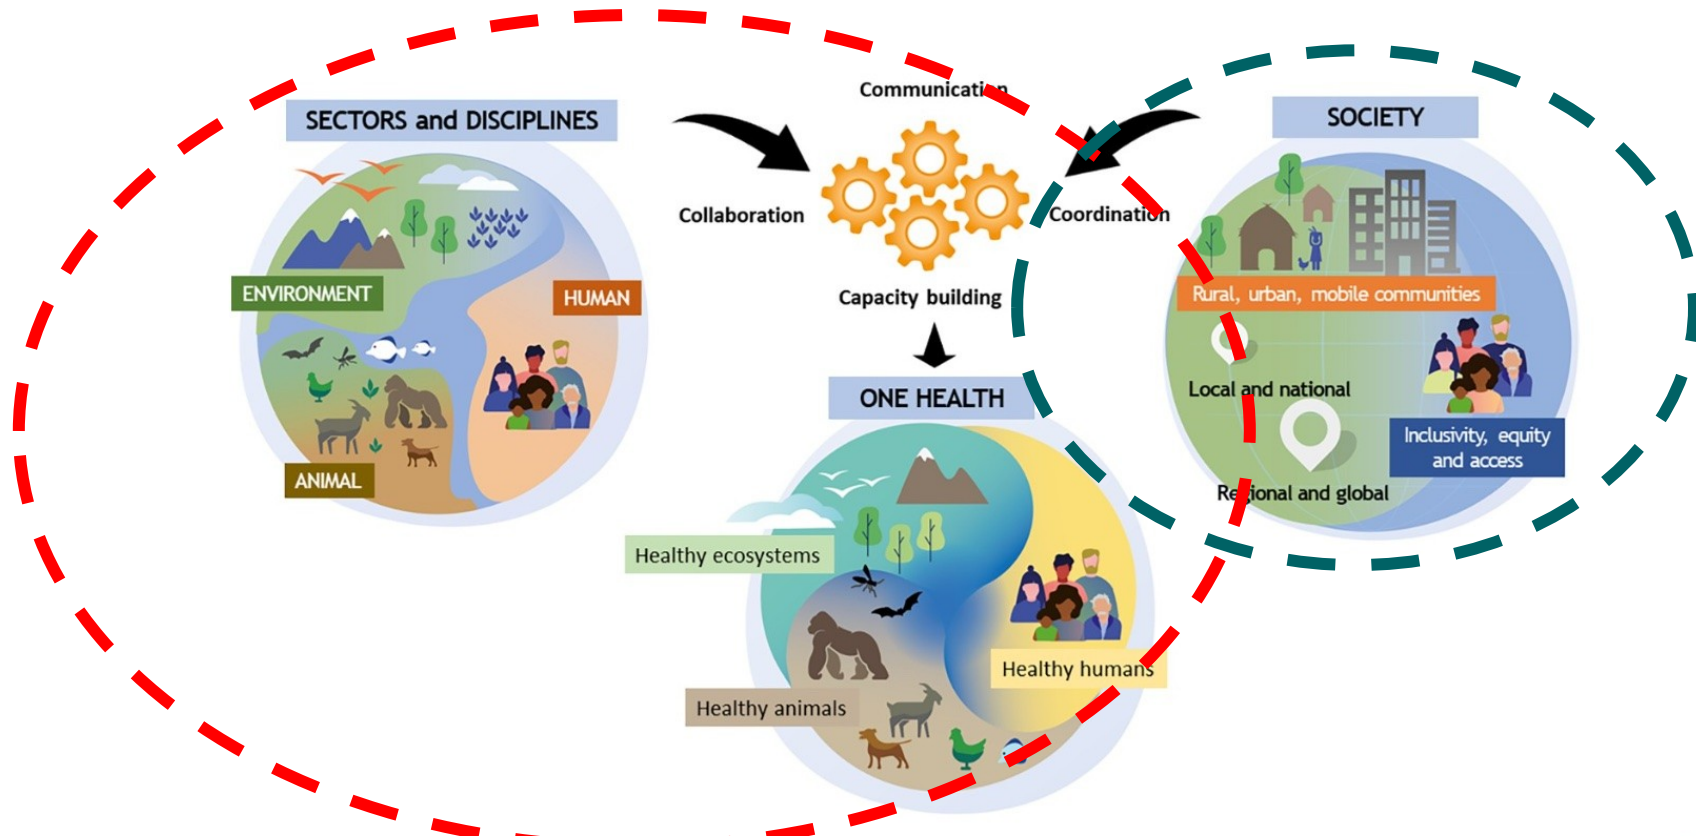 Communication
SECTORS and DISCIPLINES
SOCIETY
Collaboration
Coordination
ENVIRONMENT
HUMAN
Capacity building
Rural, urban, mobile communities
Local and national
ONE HEALTH
Inclusivity, equity
and access
ANIMAL
Regional and global
Healthy ecosystems
Healthy humans
Healthy animals